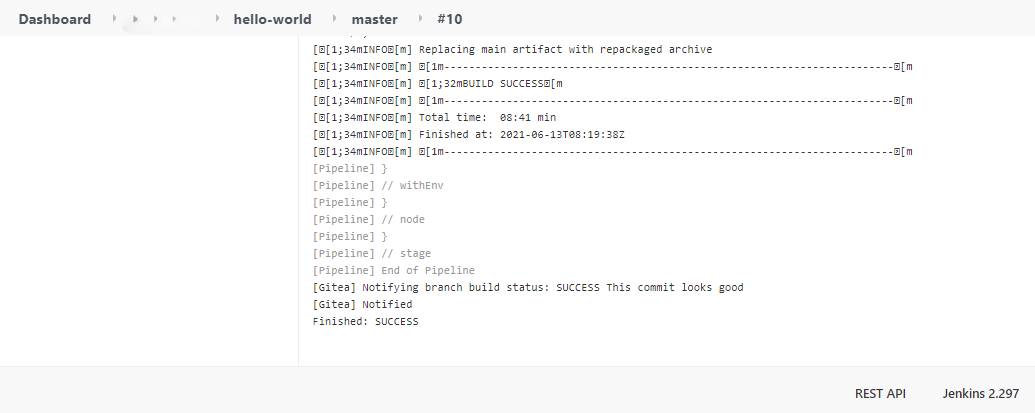 Dashboard hello-world master #10
[␛[1;34mINFO␛[m] Replacing main artifact with repackaged archive
[␛[1;34mINFO␛[m] ␛[1m------------------------------------------------------------------------␛[m
[␛[1;34mINFO␛[m] ␛[1;32mBUILD SUCCESS␛[m
[␛[1;34mINFO␛[m] ␛[1m------------------------------------------------------------------------␛[m
[␛[1;34mINFO␛[m] Total time:  08:41 min
[␛[1;34mINFO␛[m] Finished at: 2021-06-13T08:19:38Z
[␛[1;34mINFO␛[m] ␛[1m------------------------------------------------------------------------␛[m
[Pipeline] }
[Pipeline] // withEnv
[Pipeline] }
[Pipeline] // node
[Pipeline] }
[Pipeline] // stage
[Pipeline] End of Pipeline
[Gitea] Notifying branch build status: SUCCESS This commit looks good
[Gitea] Notified
Finished: SUCCESS
REST API Jenkins 2.297